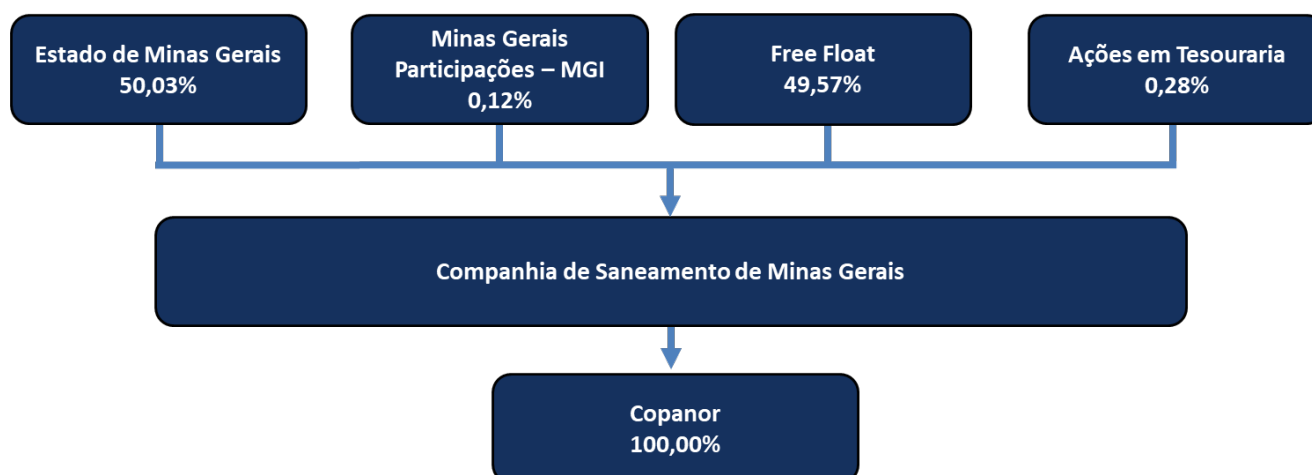 Estado de Minas Gerais
50,03%
Minas Gerais
Participações – MGI
0,12%
Free Float
49,57%
Ações em Tesouraria
0,28%
Companhia de Saneamento de Minas Gerais
Copanor
100,00%